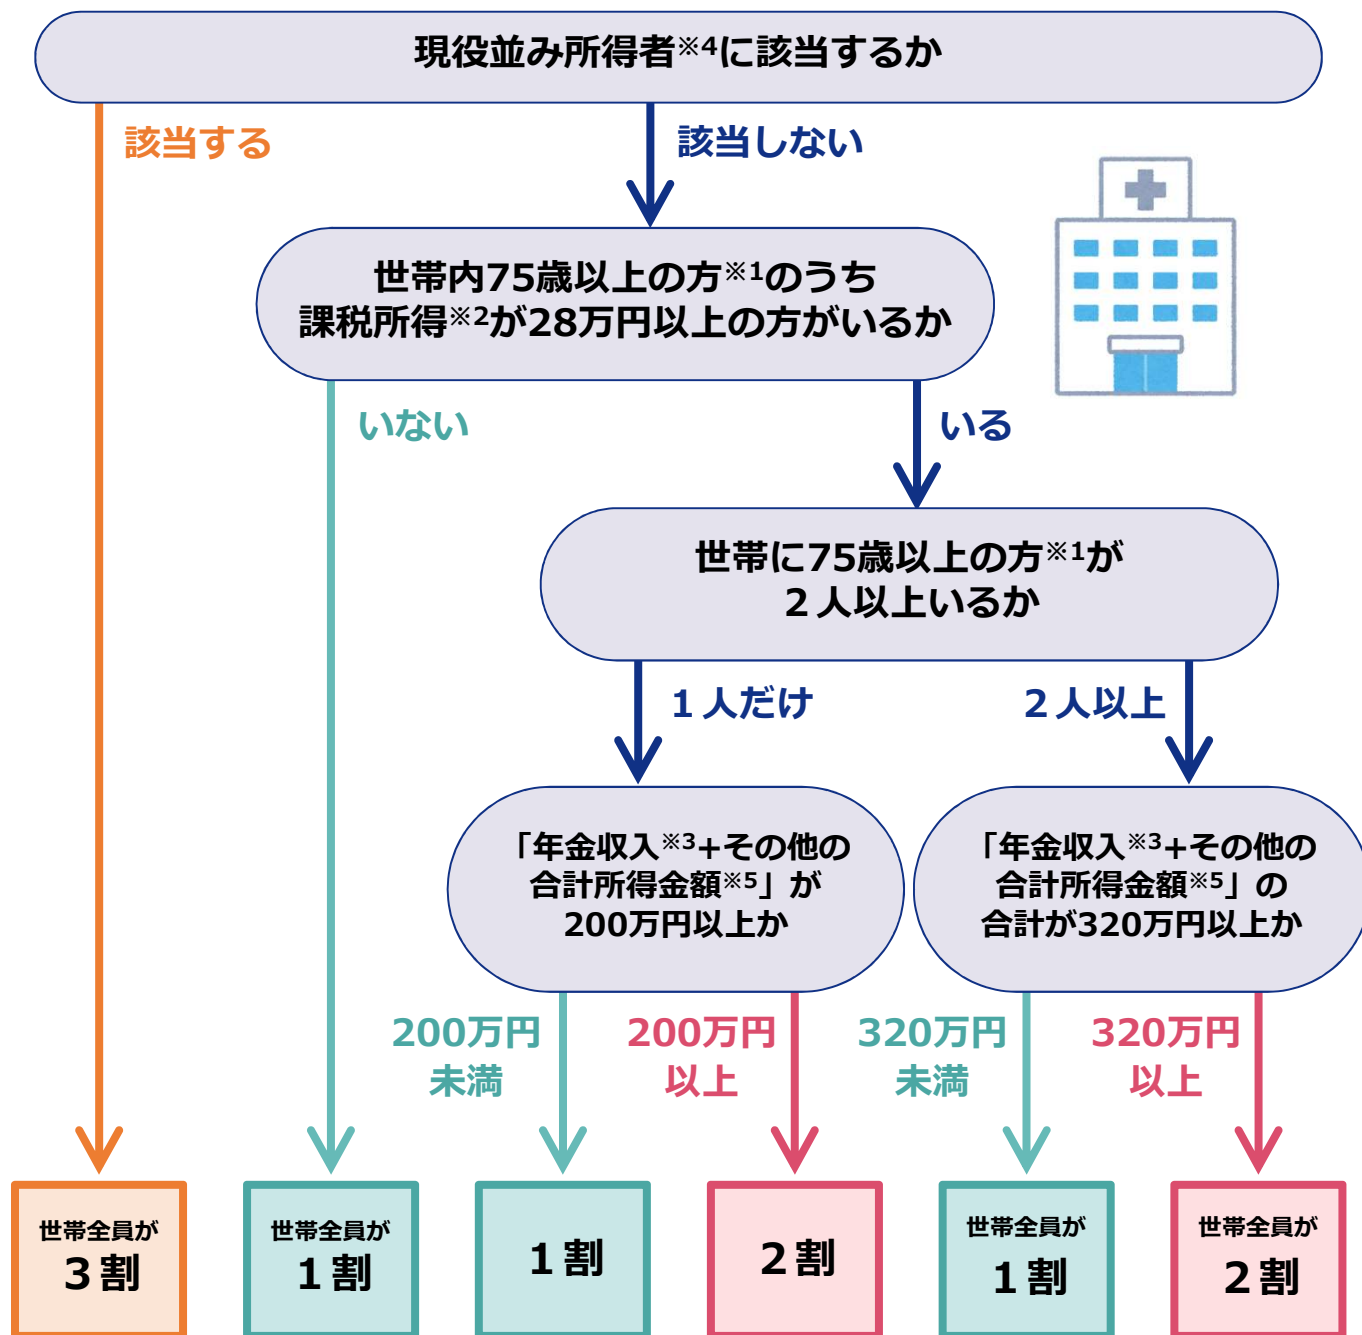 現役並み所得者※4に該当するか
該当する
該当しない
世帯内75歳以上の方※1のうち
課税所得※2が28万円以上の方がいるか
いない
いる
世帯に75歳以上の方※1が
２人以上いるか
１人だけ
２人以上
「年金収入※3+その他の
合計所得金額※5」が
200万円以上か
「年金収入※3+その他の
合計所得金額※5」の
合計が320万円以上か
200万円
未満
200万円
以上
320万円
未満
320万円
以上
世帯全員が
３割
世帯全員が
１割
１割
２割
世帯全員が
１割
世帯全員が
２割